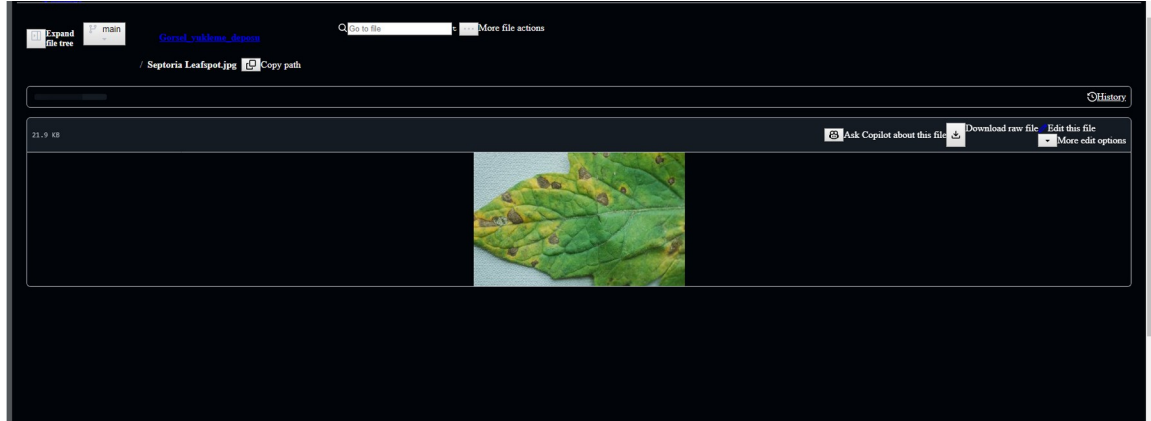 Expand
file tree
main
Gorsel_yukleme_deposu
Go to file
t
More file actions
/ Septoria Leafspot.jpg Copy path
History
21.9 KB
Ask Copilot about this file
Download raw file
Edit this file
More edit options